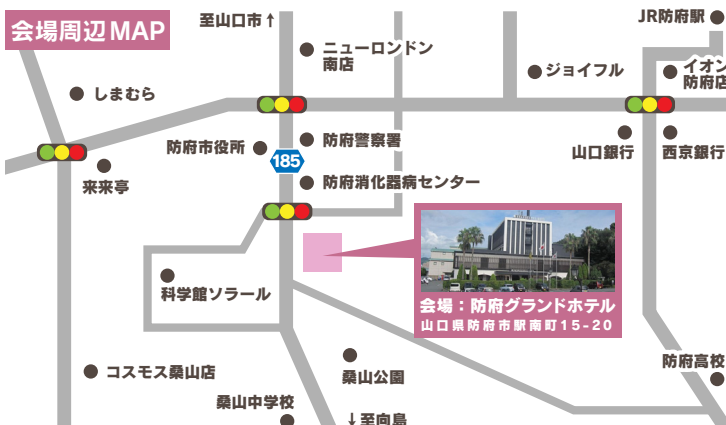 会場周辺MAP
至山口市↑
JR防府駅
ニューロンドン
南店
ジョイフル
イオン
防府店
しまむら
防府市役所
防府警察署
山口銀行
西京銀行
185
来来亭
防府消化器病センター
科学館ソラール
会場：防府グランドホテル
山口県防府市駅南町15-20
コスモス桑山店
桑山公園
防府高校
桑山中学校
↓至向島